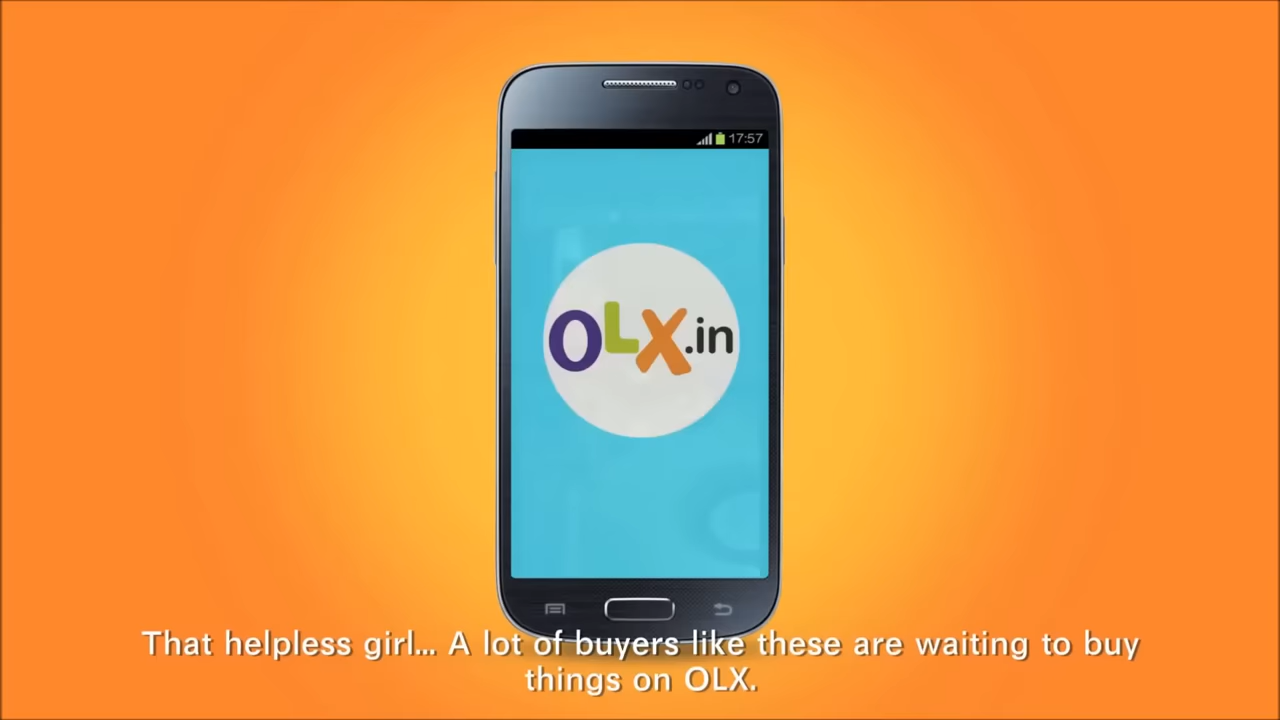 17:57
OLX.in
That helpless girl... A lot of buyers like these are waiting to buy
things on OLX.